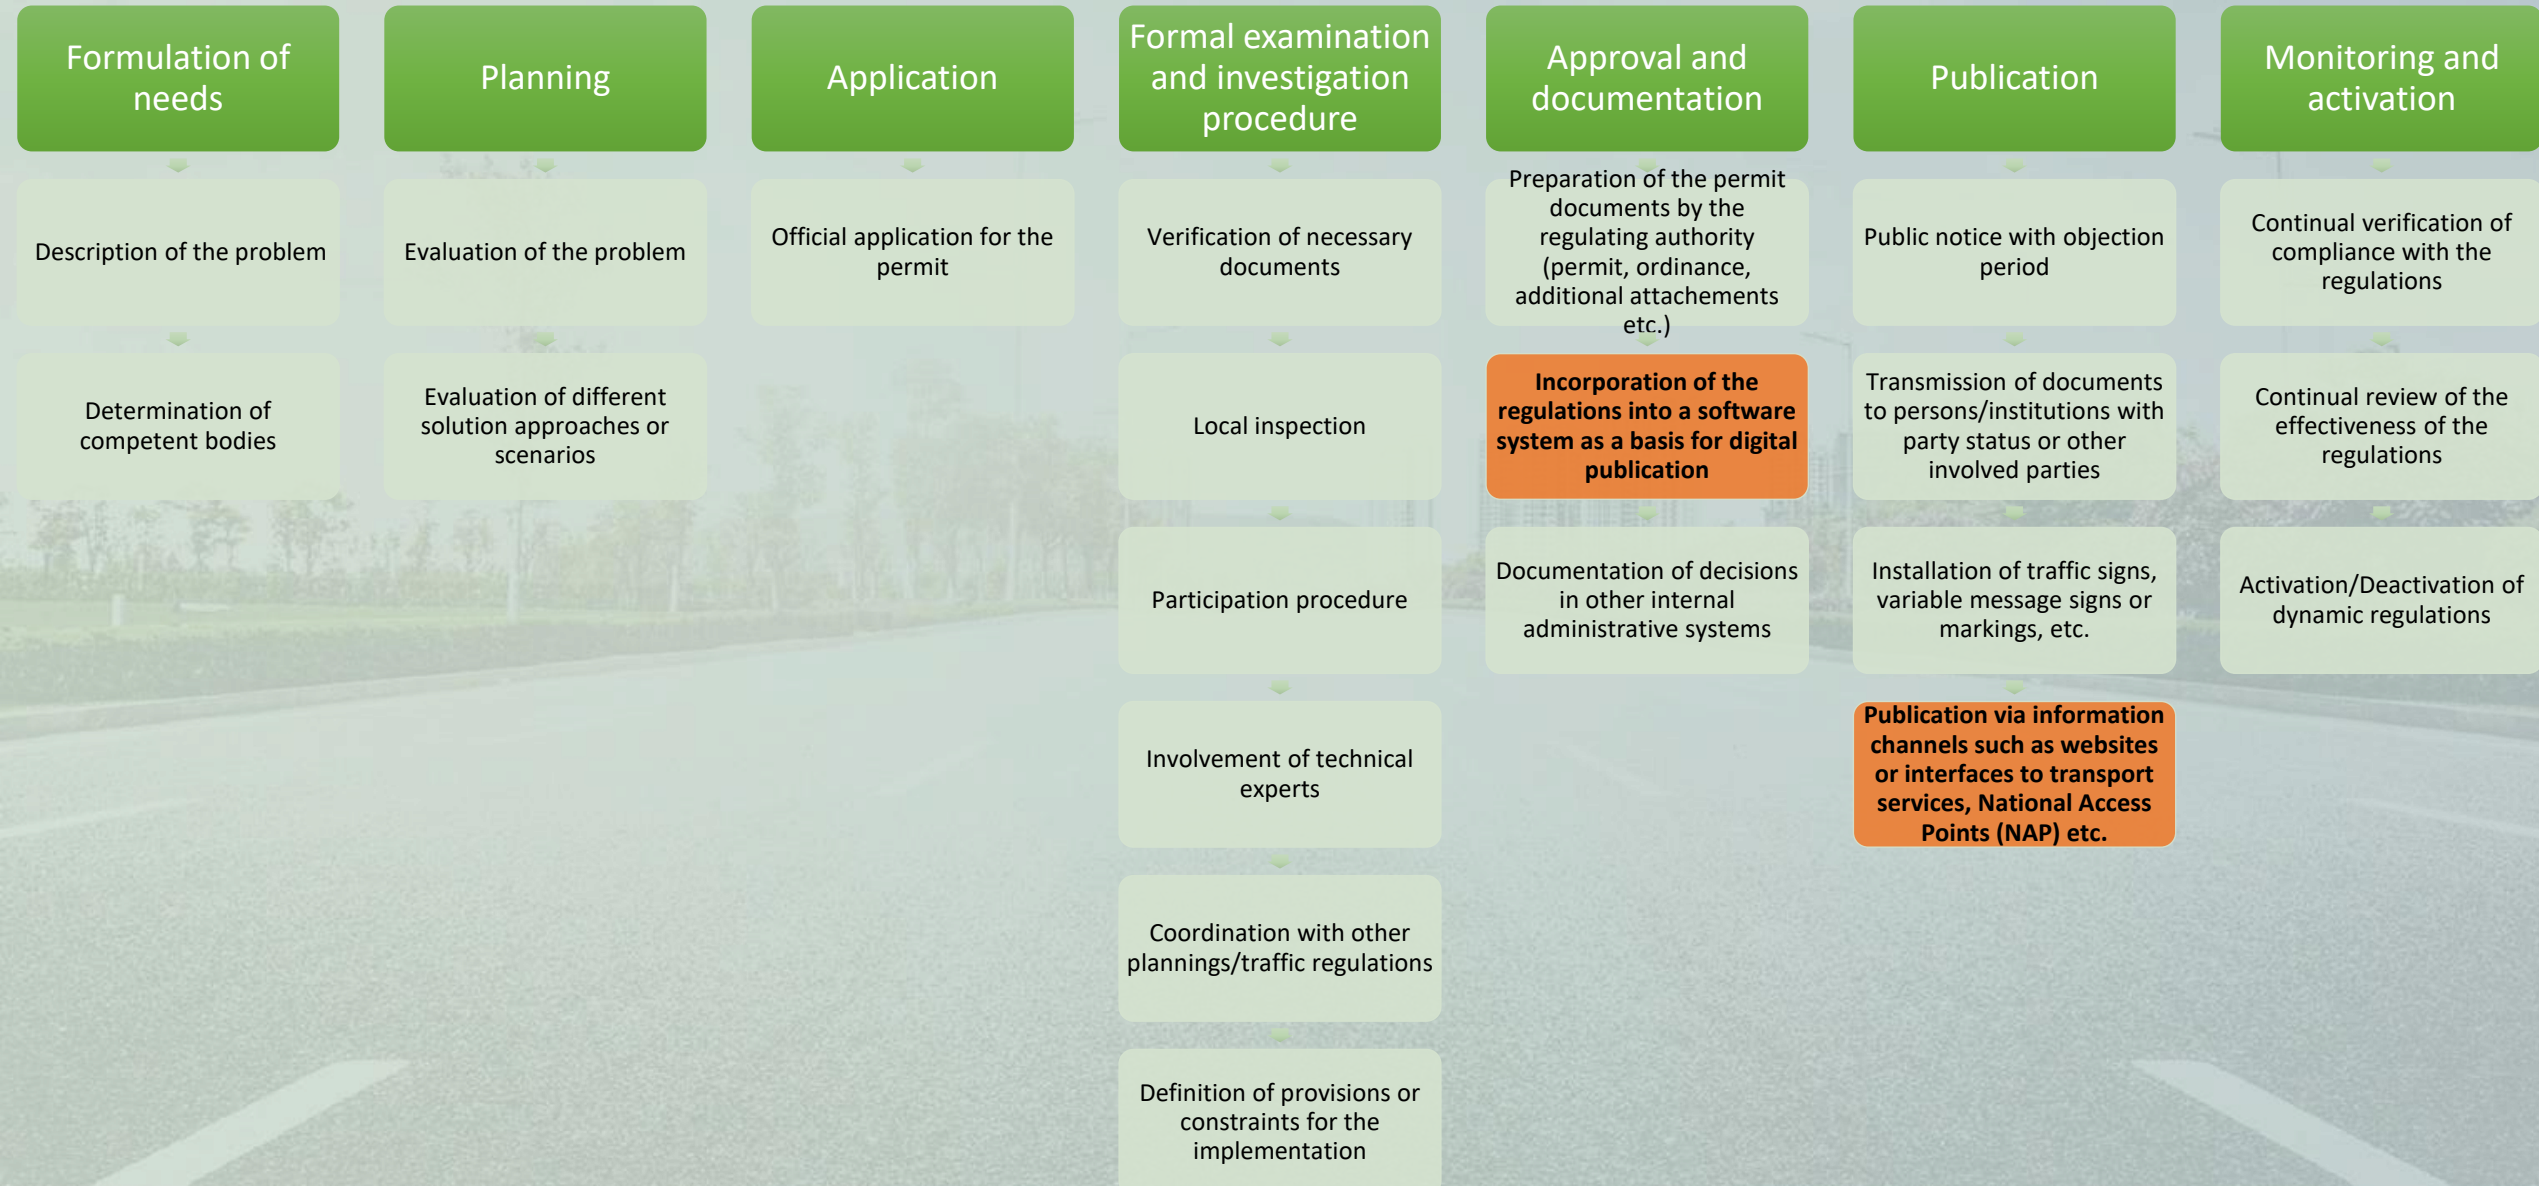 Formulation of
needs
Description of the problem
Determination of
competent bodies
Planning
Evaluation of the problem
Evaluation of different
solution approaches or
scenarios
Application
Official application for the
permit
Formal examination
and investigation
procedure
Verification of necessary
documents
Local inspection
Participation procedure
Involvement of technical
experts
Coordination with other
plannings/traffic regulations
Definition of provisions or
constraints for the
implementation
Approval and
documentation
Preparation of the permit
documents by the
regulating authority
(permit, ordinance,
additional attachements
etc.)
Incorporation of the
regulations into a software
system as a basis for digital
publication
Documentation of decisions
in other internal
administrative systems
Publication
Public notice with objection
period
Transmission of documents
to persons/institutions with
party status or other
involved parties
Installation of traffic signs,
variable message signs or
markings, etc.
Publication via information
channels such as websites
or interfaces to transport
services, National Access
Points (NAP) etc.
Monitoring and
activation
Continual verification of
compliance with the
regulations
Continual review of the
effectiveness of the
regulations
Activation/Deactivation of
dynamic regulations